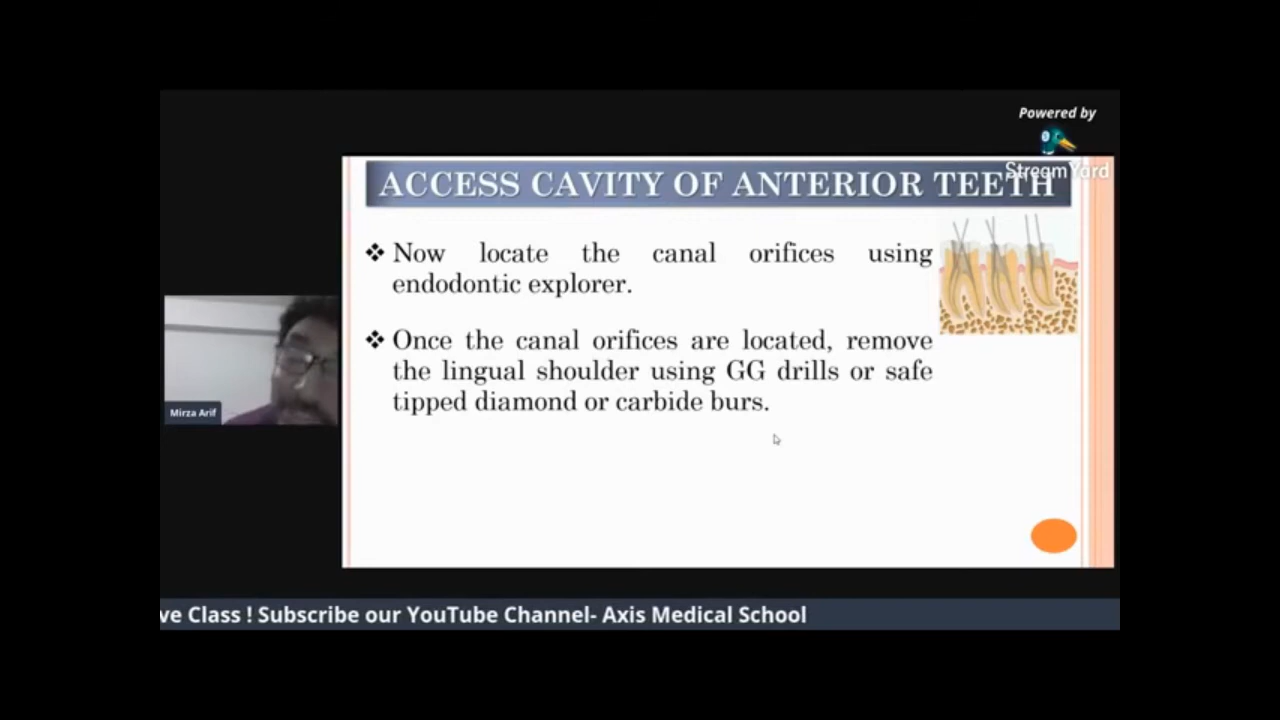 Powered by
StreamYard
ACCESS CAVITY OF ANTERIOR TEETH
❖ Now locate the canal orifices using
endodontic explorer.
❖ Once the canal orifices are located, remove
the lingual shoulder using GG drills or safe
tipped diamond or carbide burs.
Mirza Arif
ve Class ! Subscribe our YouTube Channel- Axis Medical School